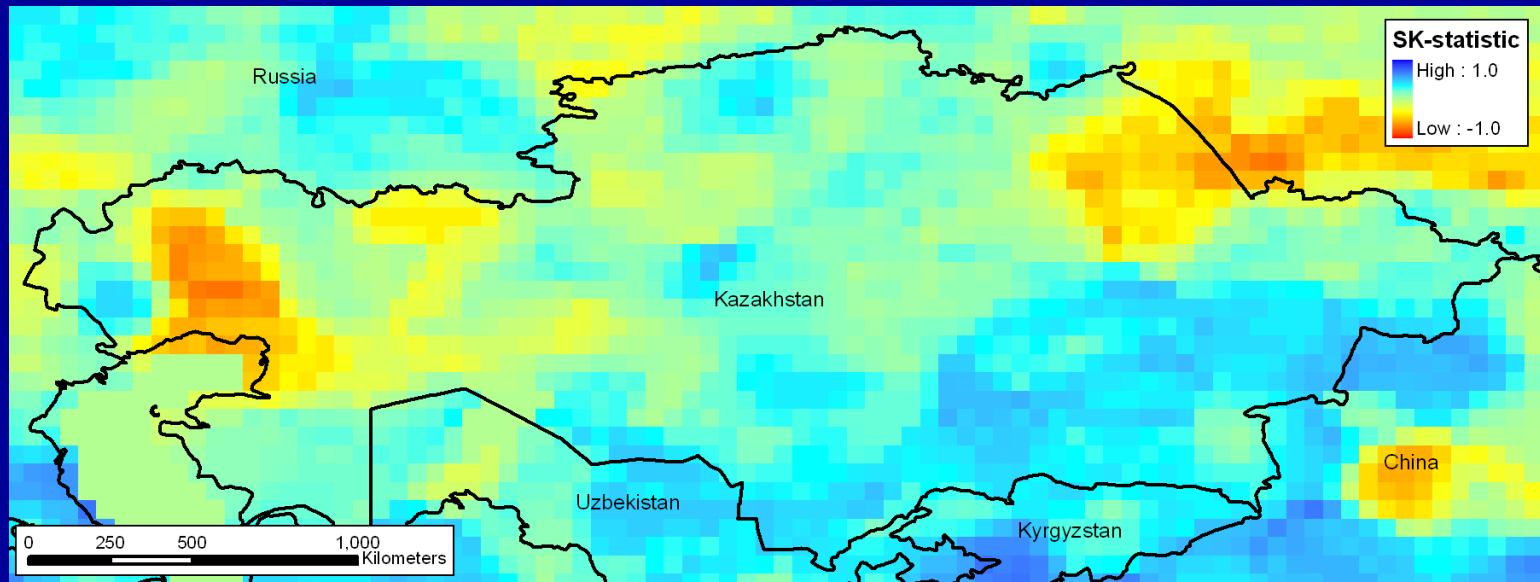 Russia
SK-statistic
High : 1.0
Low : -1.0
Kazakhstan
China
Uzbekistan
Kyrgyzstan
0 250 500 1,000
Kilometers